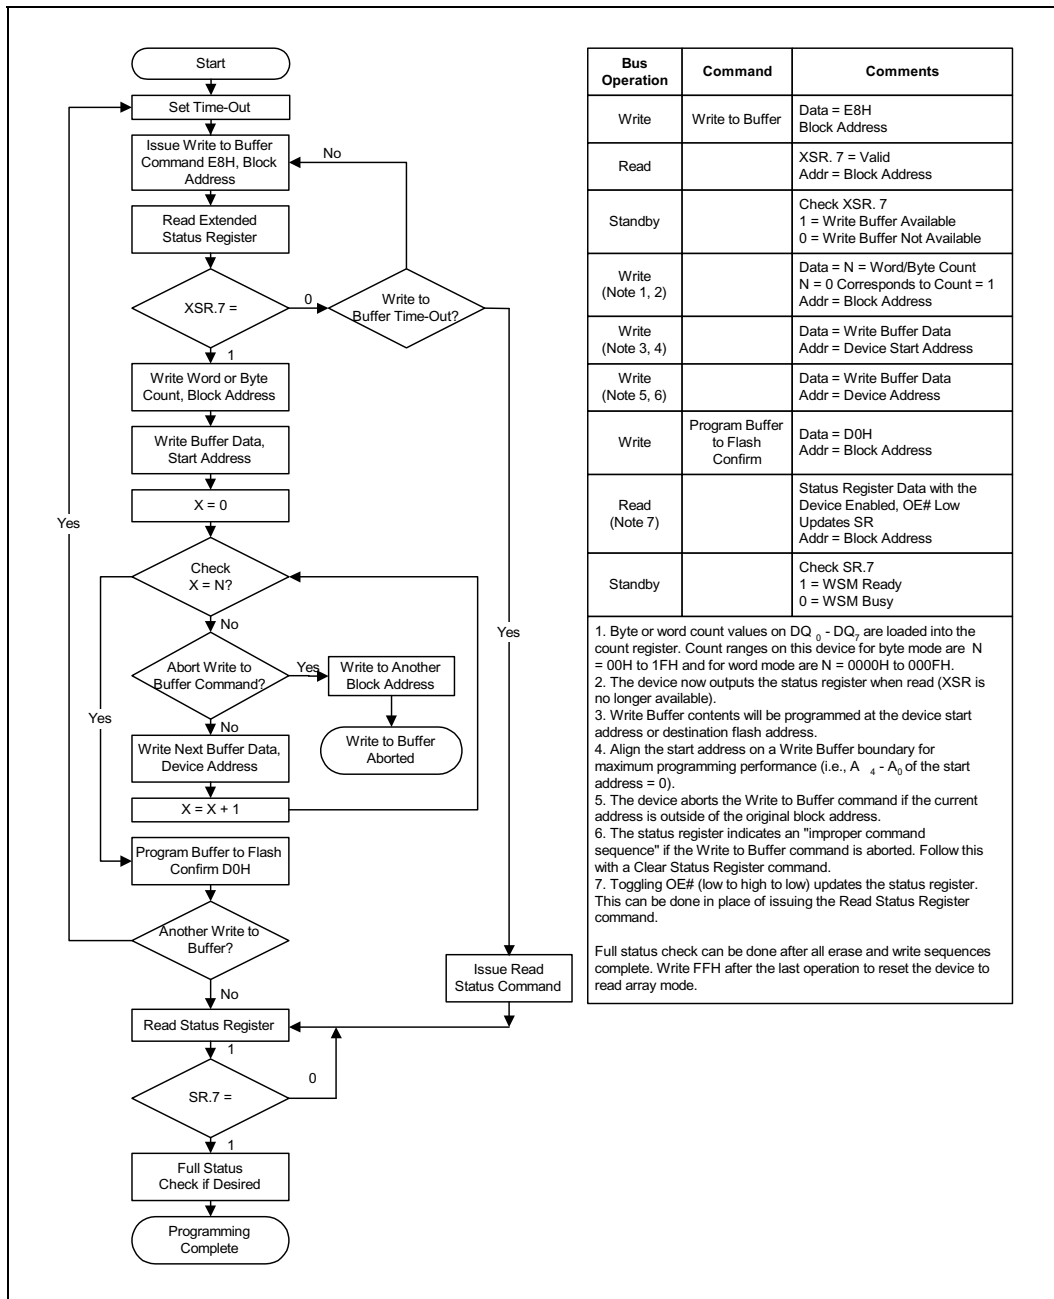 Start
Set Time-Out
Issue Write to Buffer
Command E8H, Block
Address
No
Read Extended
Status Register
XSR.7 =
0
Write to
Buffer Time-Out?
1
Write Word or Byte
Count, Block Address
Write Buffer Data,
Start Address
X = 0
Yes
Check
X = N?
No
Yes
Abort Write to
Buffer Command?
Yes
Write to Another
Block Address
Yes
No
Write to Buffer
Aborted
Write Next Buffer Data,
Device Address
X = X + 1
Program Buffer to Flash
Confirm D0H
Another Write to
Buffer?
No
Issue Read
Status Command
Read Status Register
1
SR.7 =
0
1
Full Status
Check if Desired
Programming
Complete
Bus
Operation
Command
Comments
Write
Write to Buffer
Data = E8H
Block Address
Read
XSR. 7 = Valid
Addr = Block Address
Standby
Check XSR. 7
1 = Write Buffer Available
0 = Write Buffer Not Available
Write
(Note 1, 2)
Data = N = Word/Byte Count
N = 0 Corresponds to Count = 1
Addr = Block Address
Write
(Note 3, 4)
Data = Write Buffer Data
Addr = Device Start Address
Write
(Note 5, 6)
Data = Write Buffer Data
Addr = Device Address
Write
Program Buffer
to Flash
Confirm
Data = D0H
Addr = Block Address
Read
(Note 7)
Status Register Data with the
Device Enabled, OE# Low
Updates SR
Addr = Block Address
Standby
Check SR.7
1 = WSM Ready
0 = WSM Busy
1. Byte or word count values on DQ 0 - DQ7 are loaded into the
count register. Count ranges on this device for byte mode are N
= 00H to 1FH and for word mode are N = 0000H to 000FH.
2. The device now outputs the status register when read (XSR is
no longer available).
3. Write Buffer contents will be programmed at the device start
address or destination flash address.
4. Align the start address on a Write Buffer boundary for
maximum programming performance (i.e., A 4 - A0 of the start
address = 0).
5. The device aborts the Write to Buffer command if the current
address is outside of the original block address.
6. The status register indicates an "improper command
sequence" if the Write to Buffer command is aborted. Follow this
with a Clear Status Register command.
7. Toggling OE# (low to high to low) updates the status register.
This can be done in place of issuing the Read Status Register
command.
Full status check can be done after all erase and write sequences
complete. Write FFH after the last operation to reset the device to
read array mode.